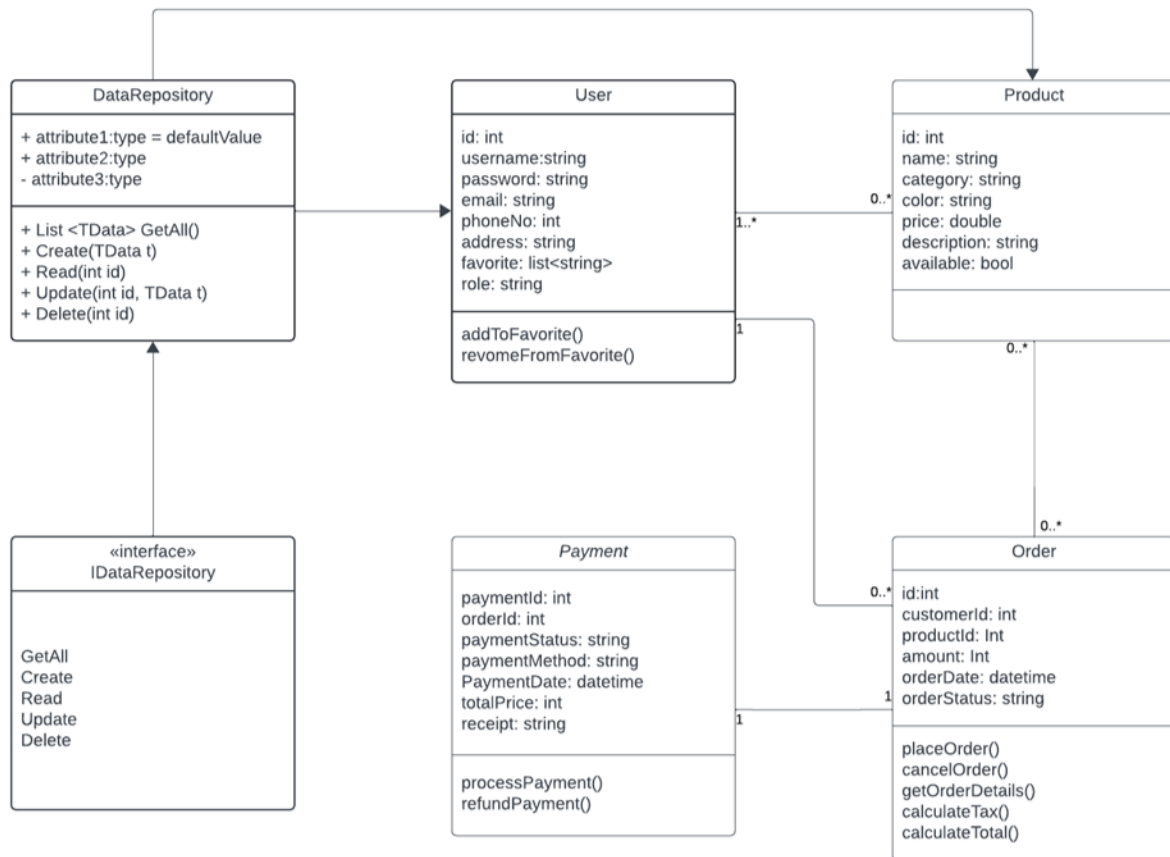 DataRepository
+ attribute1:type = defaultValue
+ attribute2:type
- attribute3:type
+ List <TData> GetAll()
+ Create(TData t)
+ Read(int id)
+ Update(int id, TData t)
+ Delete(int id)
User
id: int
username:string
password: string
email: string
phoneNo: int
address: string
favorite: list<string>
role: string
addToFavorite()
revomeFromFavorite()
1..*
0..*
1
Product
id: int
name: string
category: string
color: string
price: double
description: string
available: bool
0..*
0..*
«interface»
IDataRepository
GetAll
Create
Read
Update
Delete
Payment
paymentId: int
orderId: int
paymentStatus: string
paymentMethod: string
PaymentDate: datetime
totalPrice: int
receipt: string
processPayment()
refundPayment()
0..*
1
1
Order
id:int
customerId: int
productId: Int
amount: Int
orderDate: datetime
orderStatus: string
placeOrder()
cancelOrder()
getOrderDetails()
calculateTax()
calculateTotal()